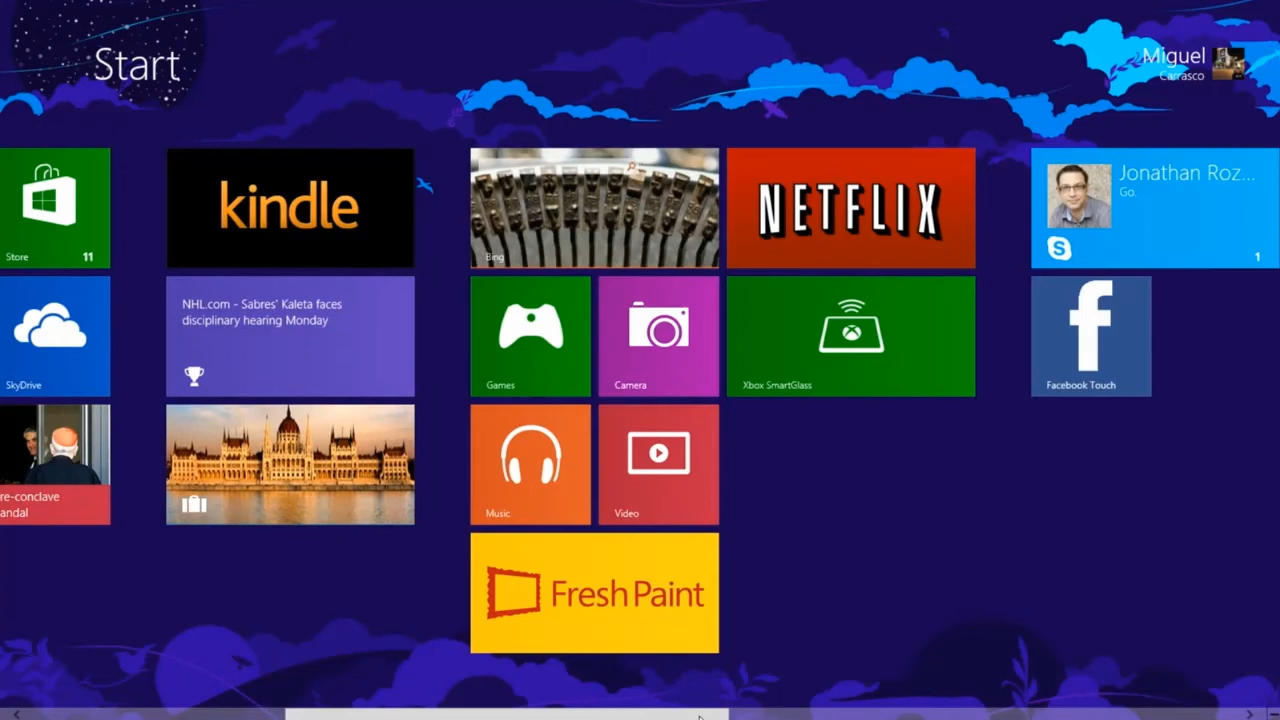 Start
Miguel
Carrasco
Store 11
kindle
Bing
NETFLIX
Jonathan Roz...
Go.
S
1
SkyDrive
NHL.com - Sabres' Kaleta faces
disciplinary hearing Monday
Games
Camera
Xbox SmartGlass
f
Facebook Touch
re-conclave
andal
Music
Video
Fresh Paint